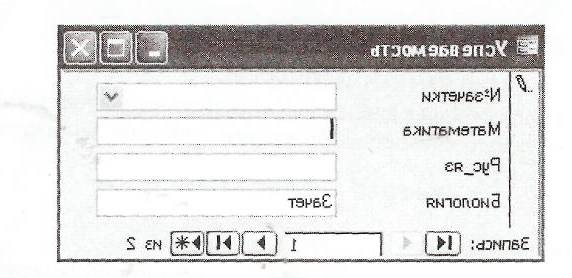 Успеваемость
№зачетки
Математика
Рус_яз
Биология Зачет
Запись: 1 из 2